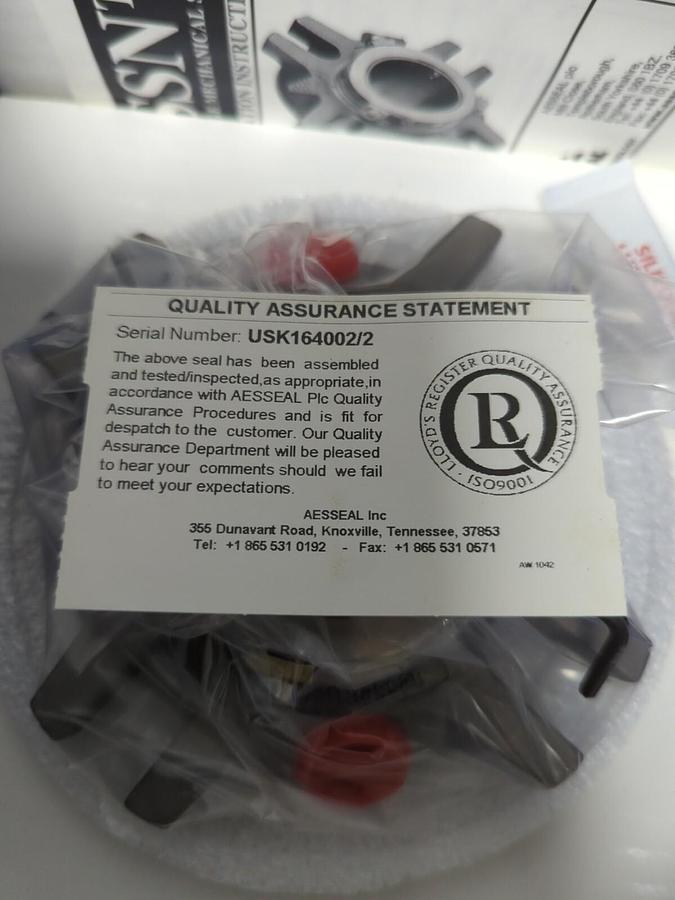 MECHANICAL S
QUALITY ASSURANCE STATEMENT
Serial Number: USK164002/2
The above seal has been assembled
and tested/inspected,as appropriate,in
accordance with AESSEAL Plc Quality
Assurance Procedures and is fit for
despatch to the customer. Our Quality
Assurance Department will be pleased
to hear your comments should we fail
to meet your expectations.
LLOYD'S REGISTER QUALITY ASSURANCE
LRQ
· ISO9001 ·
AESSEAL Inc
355 Dunavant Road, Knoxville, Tennessee, 37853
Tel: +1 865 531 0192 - Fax: +1 865 531 0571
AW 1042